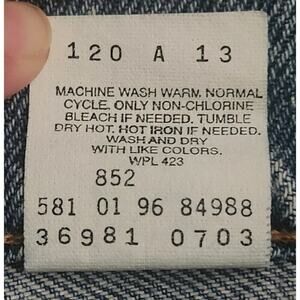 120 A 13
MACHINE WASH WARM. NORMAL
CYCLE. ONLY NON-CHLORINE
BLEACH IF NEEDED. TUMBLE
DRY HOT. HOT IRON IF NEEDED.
WASH AND DRY
WITH LIKE COLORS.
WPL 423
852
581 01 96 84988
36981 0703